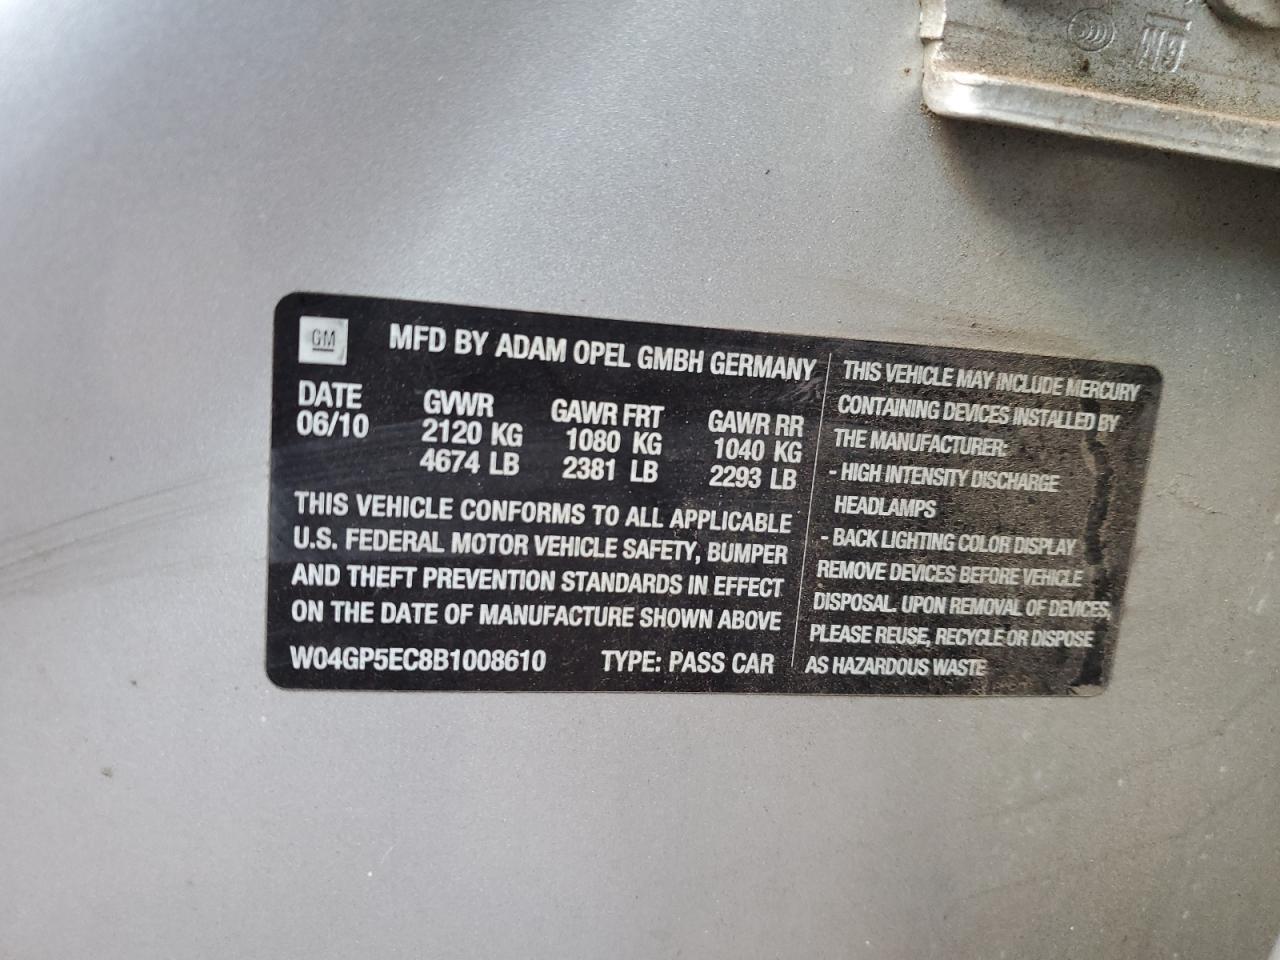 GM
MFD BY ADAM OPEL GMBH GERMANY
DATE GVWR GAWR FRT GAWR RR
06/10 2120 KG 1080 KG 1040 KG
4674 LB 2381 LB 2293 LB
THIS VEHICLE CONFORMS TO ALL APPLICABLE
U.S. FEDERAL MOTOR VEHICLE SAFETY, BUMPER
AND THEFT PREVENTION STANDARDS IN EFFECT
ON THE DATE OF MANUFACTURE SHOWN ABOVE
W04GP5EC8B1008610 TYPE: PASS CAR
THIS VEHICLE MAY INCLUDE MERCURY
CONTAINING DEVICES INSTALLED BY
THE MANUFACTURER:
- HIGH INTENSITY DISCHARGE
HEADLAMPS
- BACK LIGHTING COLOR DISPLAY
REMOVE DEVICES BEFORE VEHICLE
DISPOSAL. UPON REMOVAL OF DEVICES,
PLEASE REUSE, RECYCLE OR DISPOSE
AS HAZARDOUS WASTE